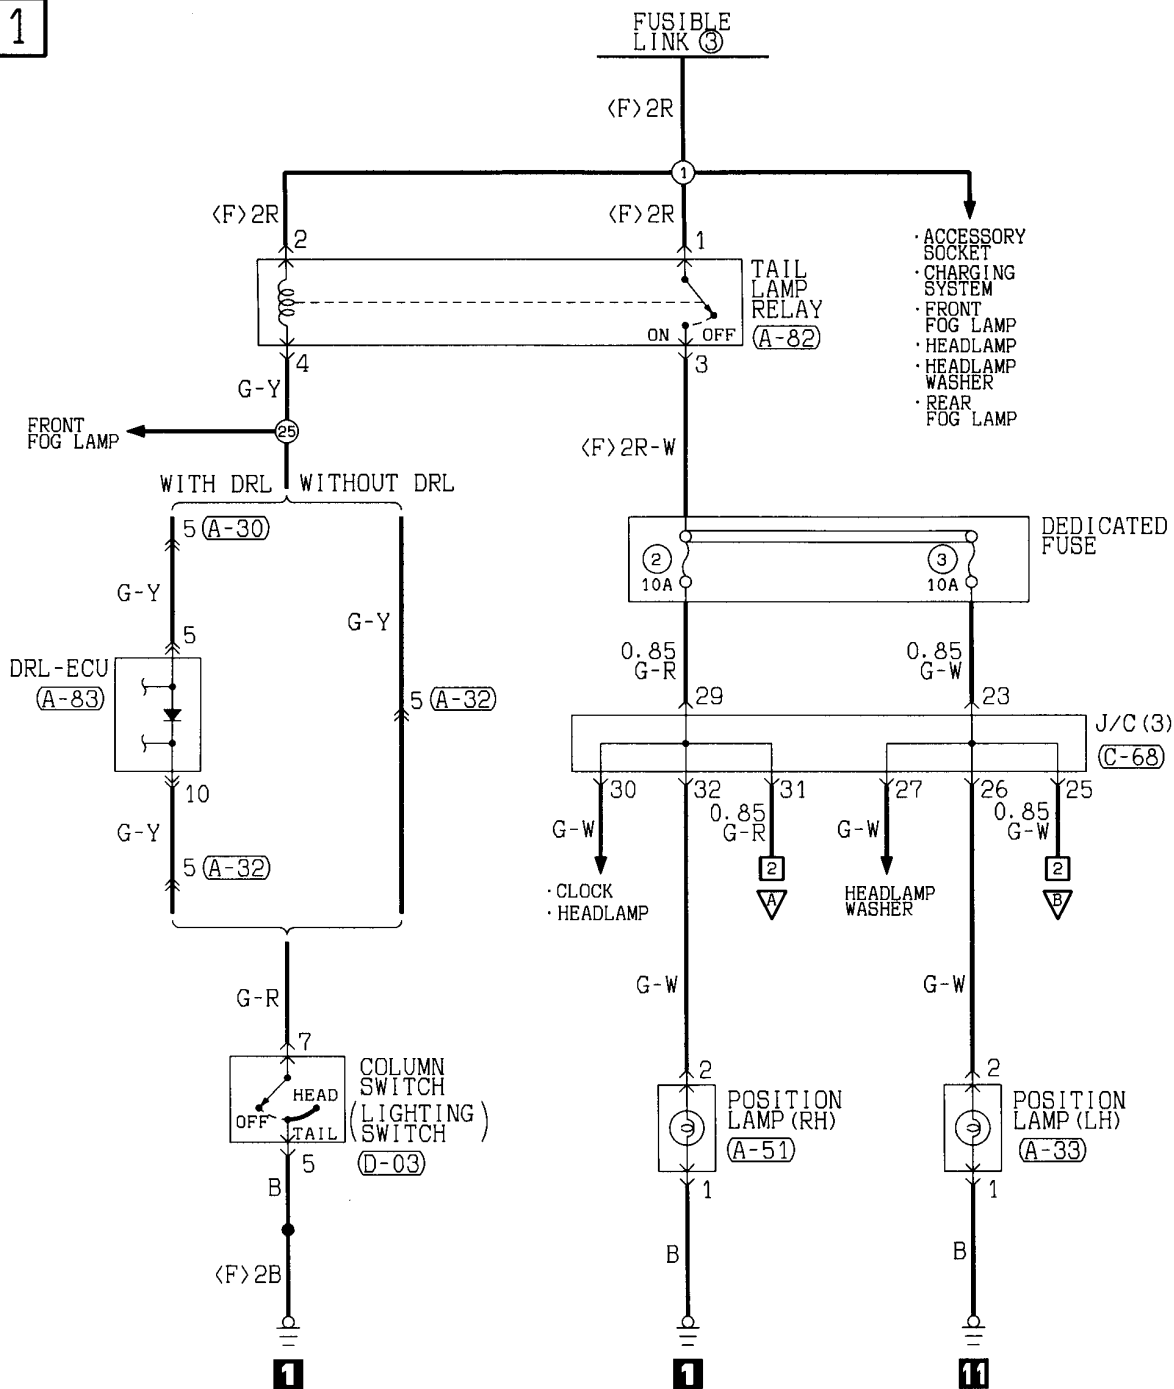 1
FUSIBLE
LINK ③
<F>2R
1
<F>2R
<F>2R
2
1
· ACCESSORY
SOCKET
· CHARGING
SYSTEM
· FRONT
FOG LAMP
· HEADLAMP
· HEADLAMP
WASHER
· REAR
FOG LAMP
TAIL
LAMP
RELAY
(A-82)
ON OFF
4
3
G-Y
FRONT
FOG LAMP
25
<F>2R-W
WITH DRL
WITHOUT DRL
5 (A-30)
DEDICATED
FUSE
2
10A
3
10A
G-Y
G-Y
5
0.85
G-R
0.85
G-W
DRL-ECU
(A-83)
5 (A-32)
29
23
J/C(3)
(C-68)
10
30
32
31
27
26
25
G-Y
G-W
0.85
G-R
G-W
0.85
G-W
5 (A-32)
2
2
· CLOCK
· HEADLAMP
A
HEADLAMP
WASHER
B
G-R
G-W
G-W
7
COLUMN
SWITCH
(LIGHTING
SWITCH)
(D-03)
HEAD
OFF
TAIL
5
2
POSITION
LAMP(RH)
(A-51)
2
POSITION
LAMP(LH)
(A-33)
B
1
1
<F>2B
B
B
1
1
11